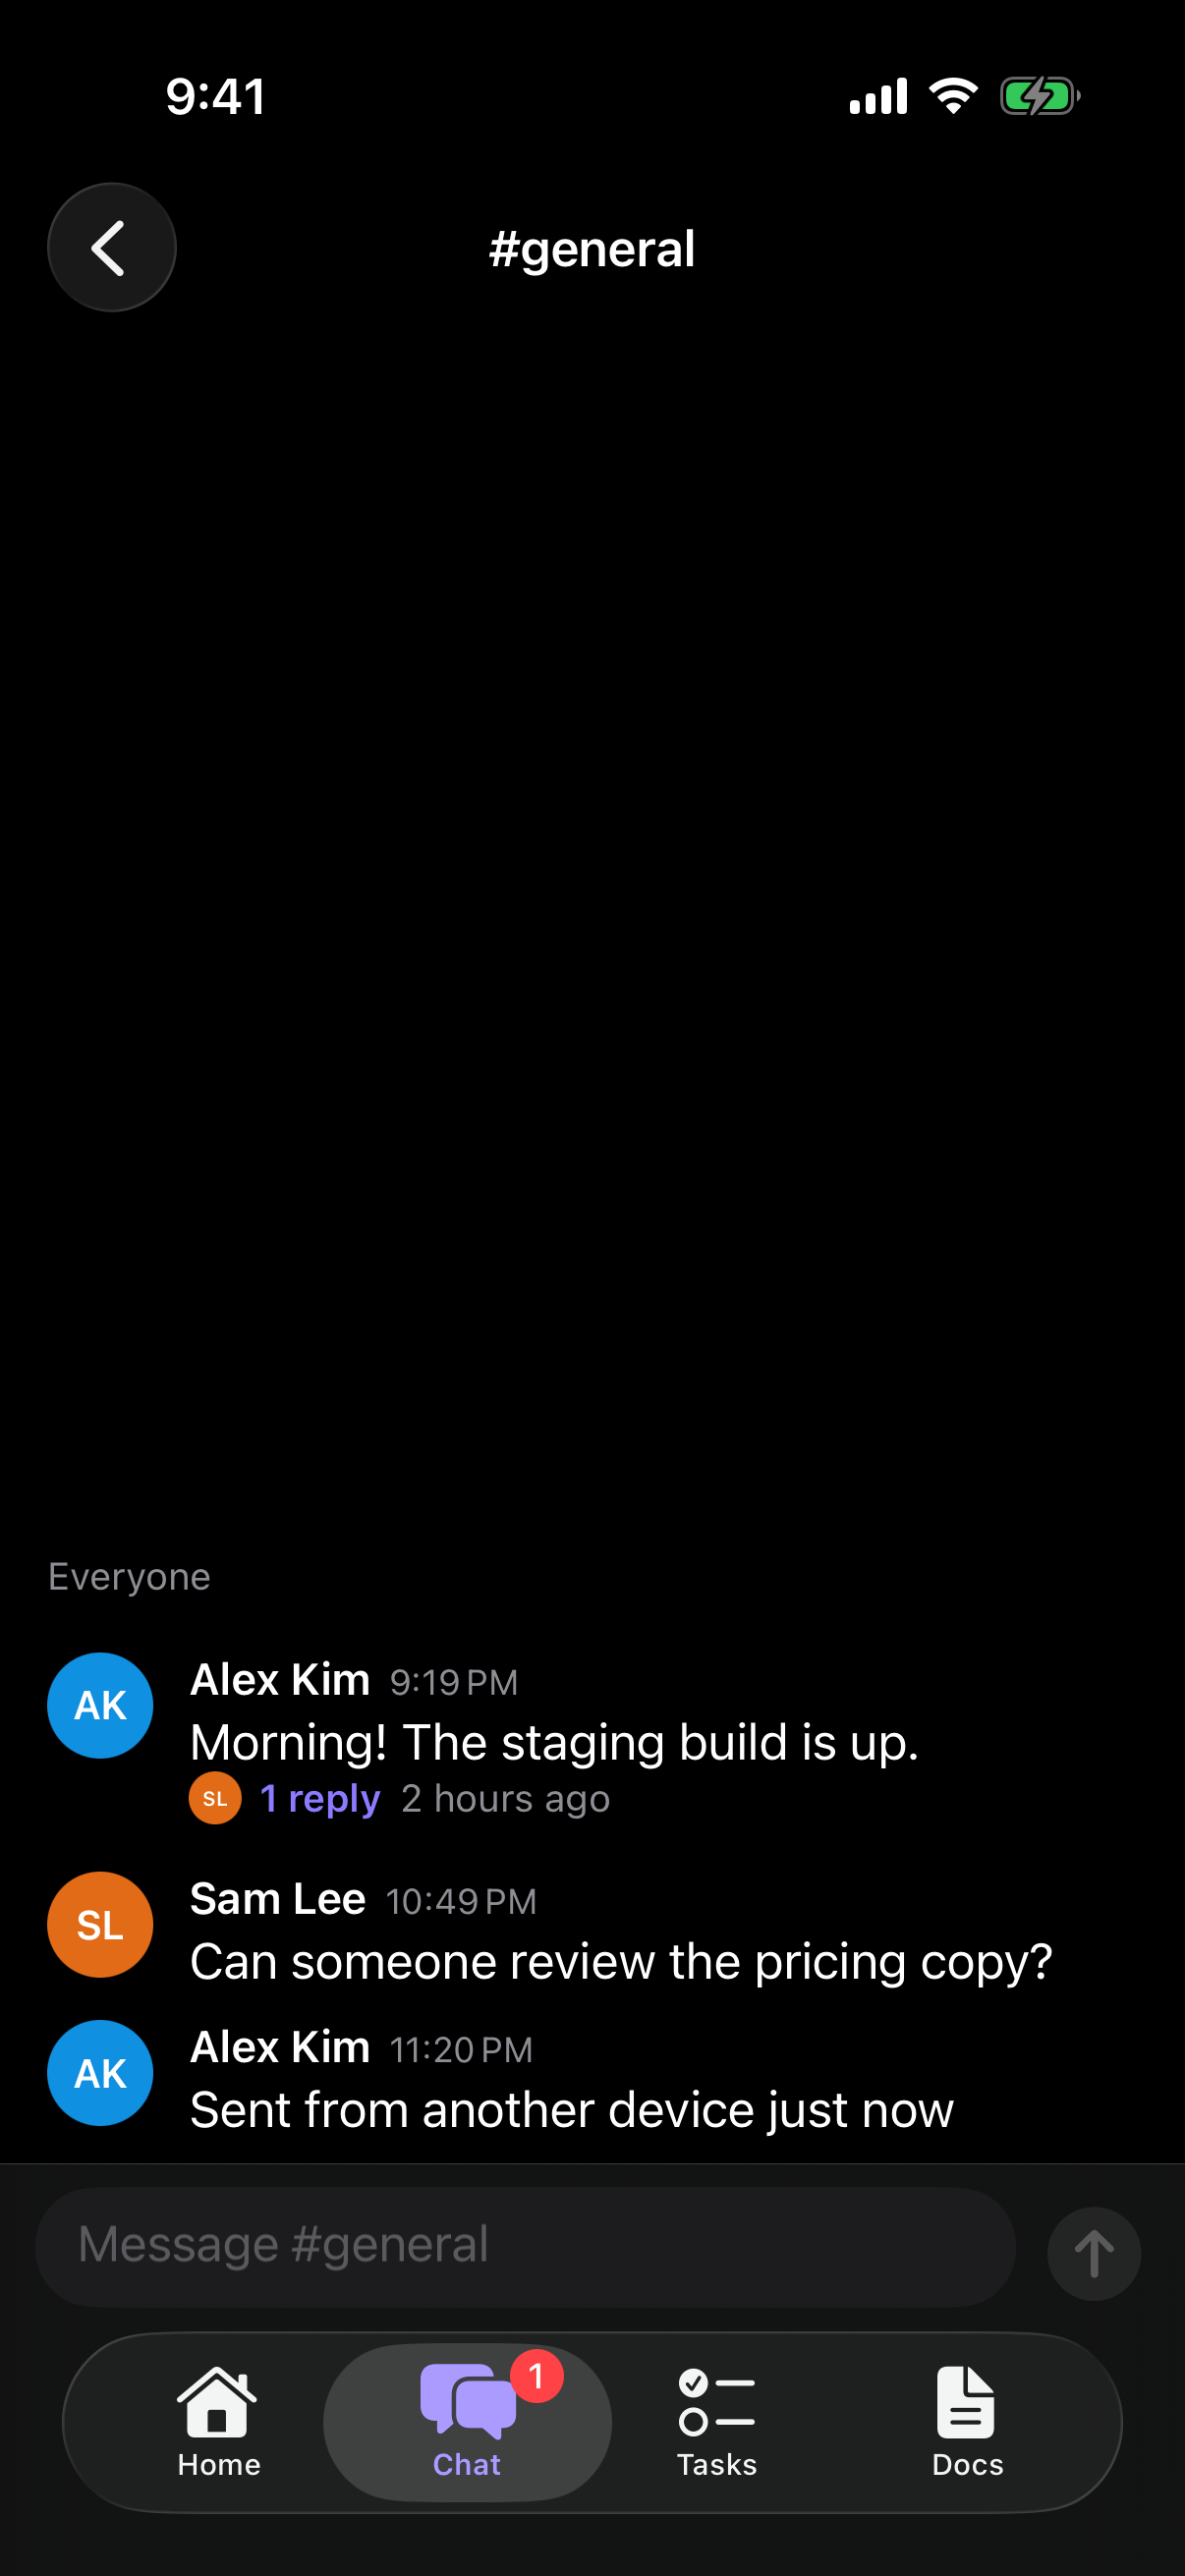 9:41
#general
Everyone
AK
Alex Kim 9:19 PM
Morning! The staging build is up.
SL 1 reply 2 hours ago
SL
Sam Lee 10:49 PM
Can someone review the pricing copy?
AK
Alex Kim 11:20 PM
Sent from another device just now
Message #general
1
Home Chat Tasks Docs